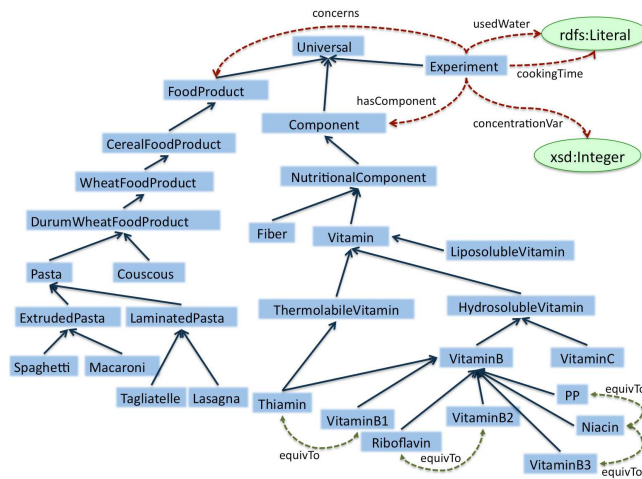 concerns
usedWater
rdfs:Literal
Universal
Experiment
cookingTime
FoodProduct
hasComponent
Component
concentrationVar
CerealFoodProduct
xsd:Integer
WheatFoodProduct
NutritionalComponent
DurumWheatFoodProduct
Fiber
Vitamin
LiposolubleVitamin
Pasta
Couscous
ThermolabileVitamin
HydrosolubleVitamin
ExtrudedPasta
LaminatedPasta
Spaghetti
Macaroni
VitaminB
VitaminC
Tagliatelle
Lasagna
Thiamin
VitaminB1
Riboflavin
VitaminB2
PP
equivTo
Niacin
equivTo
equivTo
VitaminB3
equivTo